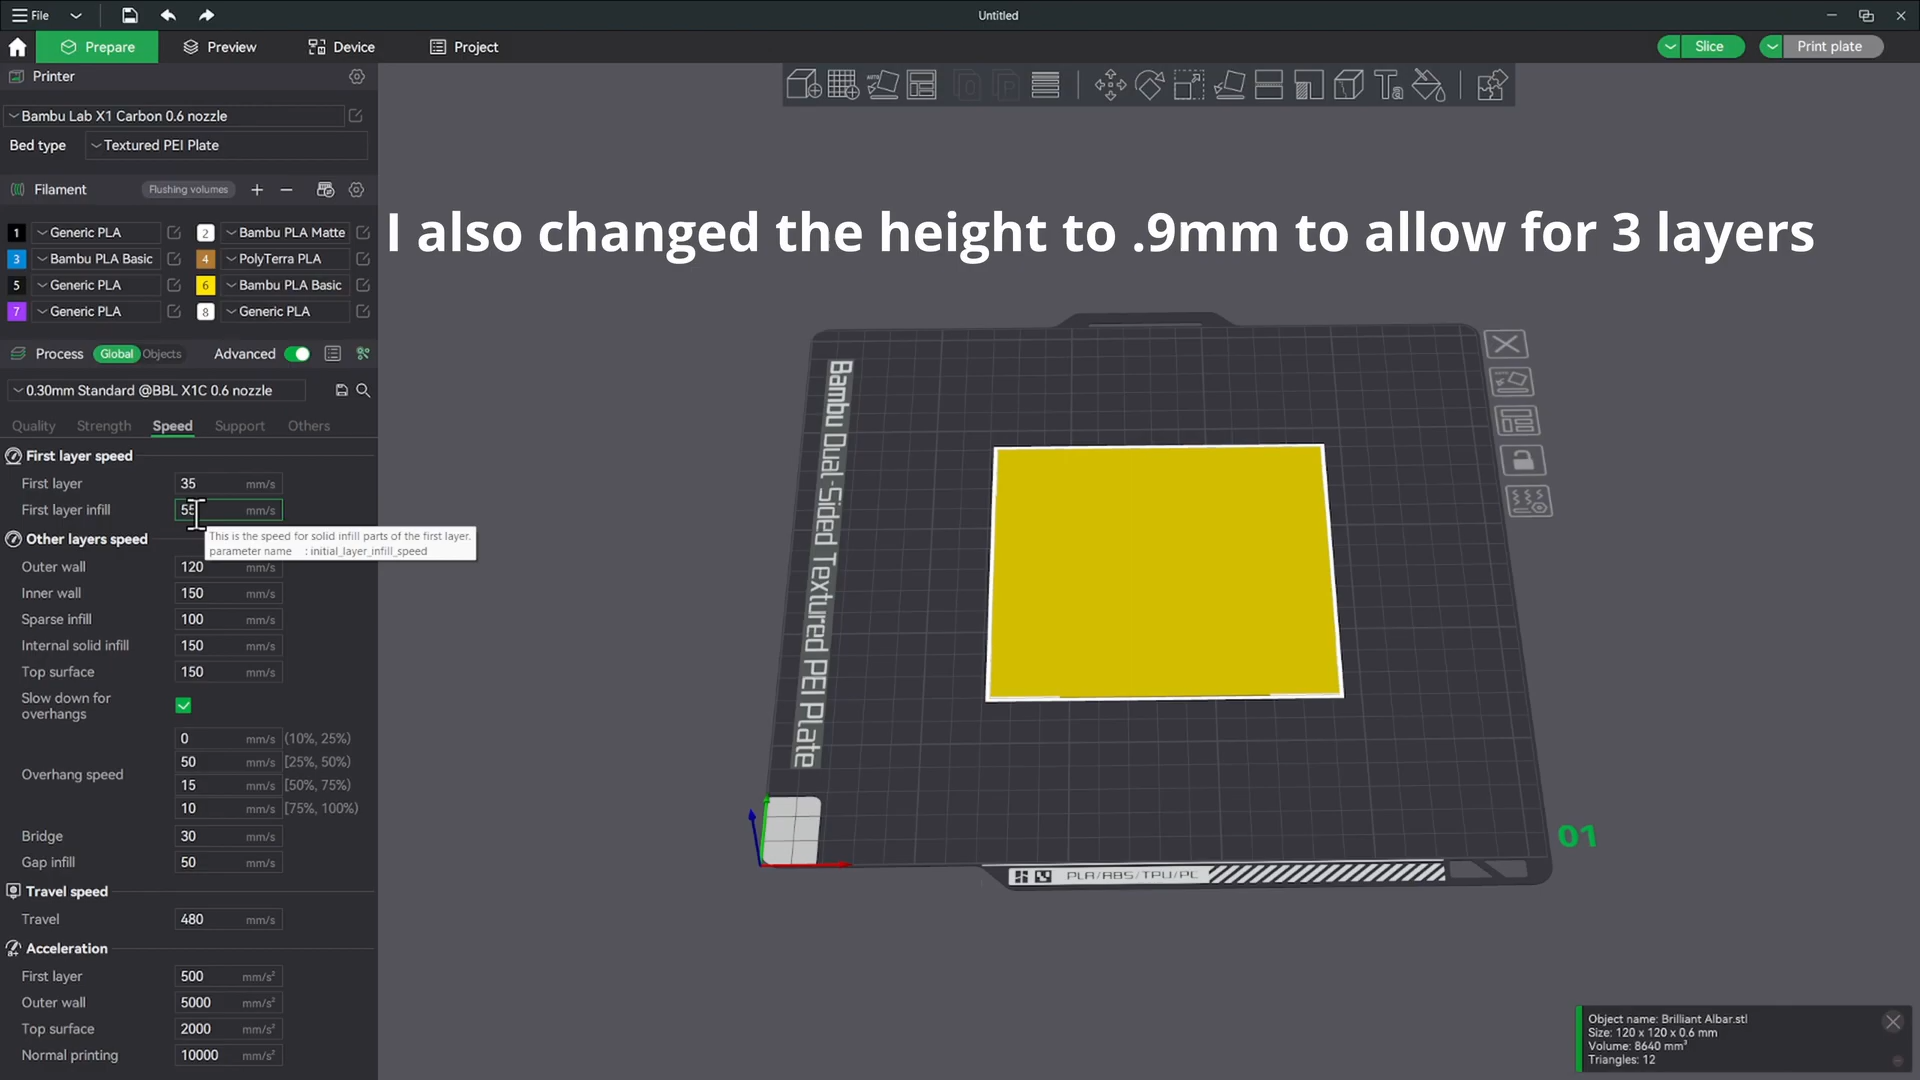 File
Untitled
Prepare
Preview
Device
Project
Slice
Print plate
Printer
Bambu Lab X1 Carbon 0.6 nozzle
Bed type
Textured PEI Plate
Filament
Flushing volumes
1 Generic PLA
2 Bambu PLA Matte
3 Bambu PLA Basic
4 PolyTerra PLA
5 Generic PLA
6 Bambu PLA Basic
7 Generic PLA
8 Generic PLA
I also changed the height to .9mm to allow for 3 layers
Process Global Objects Advanced
0.30mm Standard @BBL X1C 0.6 nozzle
Quality Strength Speed Support Others
First layer speed
First layer 35 mm/s
First layer infill 55 mm/s
This is the speed for solid infill parts of the first layer.
parameter name : initial_layer_infill_speed
Other layers speed
Outer wall 120 mm/s
Inner wall 150 mm/s
Sparse infill 100 mm/s
Internal solid infill 150 mm/s
Top surface 150 mm/s
Slow down for
overhangs
Overhang speed
0 mm/s (10%, 25%)
50 mm/s [25%, 50%)
15 mm/s [50%, 75%)
10 mm/s [75%, 100%)
Bridge 30 mm/s
Gap infill 50 mm/s
Travel speed
Travel 480 mm/s
Acceleration
First layer 500 mm/s²
Outer wall 5000 mm/s²
Top surface 2000 mm/s²
Normal printing 10000 mm/s²
Bambu Dual-Sided Textured PEI Plate
PLA/ABS/TPU/PC
01
Object name: Brilliant Albar.stl
Size: 120 x 120 x 0.6 mm
Volume: 8640 mm³
Triangles: 12